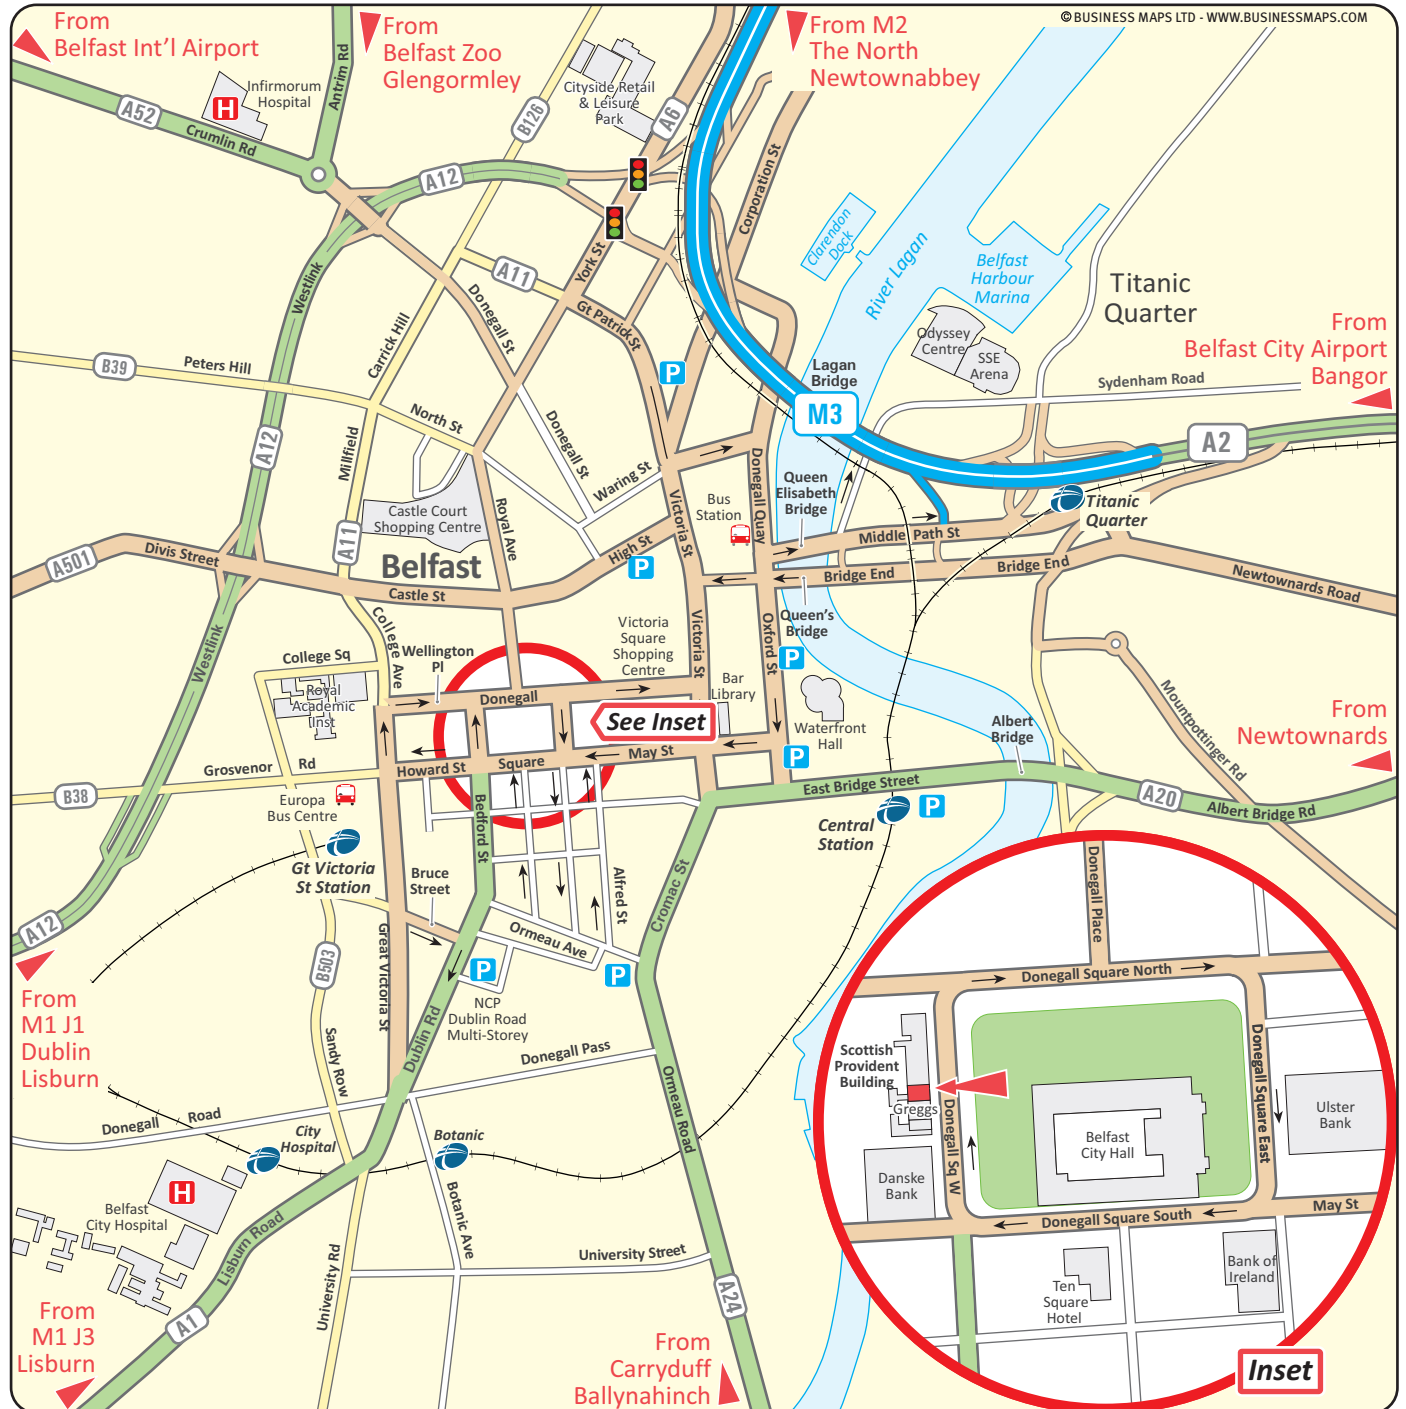 © BUSINESS MAPS LTD - WWW.BUSINESSMAPS.COM
From
Belfast Int'l Airport
From
Belfast Zoo
Glengormley
From M2
The North
Newtownabbey
Antrim Rd
Infirmorum
Hospital
H
A52
Crumlin Rd
B126
Cityside Retail
& Leisure
Park
A6
A12
Corporation St
Clarendon
Dock
River Lagan
Belfast
Harbour
Marina
Titanic
Quarter
Westlink
A11
York St
Donegall St
Gt Patrick St
Carrick Hill
Odyssey
Centre
SSE
Arena
From
Belfast City Airport
Bangor
B39
Peters Hill
P
Lagan
Bridge
M3
Sydenham Road
A2
North St
Donegall St
A12
Millfield
Waring St
Donegall Quay
Queen
Elisabeth
Bridge
Bus
Station
Titanic
Quarter
Castle Court
Shopping Centre
Royal Ave
Victoria St
Middle Path St
A11
High St
P
Belfast
A501
Divis Street
Castle St
Bridge End
Bridge End
Newtownards Road
Queen's
Bridge
College Ave
Westlink
Victoria
Square
Shopping
Centre
Victoria St
Oxford St
P
Wellington
Pl
College Sq
Royal
Academic
Inst
Donegall
Bar
Library
See Inset
Waterfront
Hall
Mountpottinger Rd
Albert
Bridge
From
Newtownards
Grosvenor Rd
Howard St
Square
May St
P
B38
Europa
Bus Centre
Bedford St
East Bridge Street
A20
Albert Bridge Rd
Central
Station
P
Gt Victoria
St Station
Bruce
Street
Alfred St
Cromac St
A12
Ormeau Ave
B503
Great Victoria St
P
P
From
M1 J1
Dublin
Lisburn
NCP
Dublin Road
Multi-Storey
Dublin Rd
Sandy Row
Donegall Pass
Ormeau Road
Donegall Road
City
Hospital
Botanic
H
Belfast
City Hospital
Botanic Ave
Lisburn Road
University Rd
University Street
A24
A1
From
M1 J3
Lisburn
From
Carryduff
Ballynahinch
Donegall Place
Donegall Square North
Scottish
Provident
Building
Greggs
Donegall Sq W
Donegall Square East
Belfast
City Hall
Ulster
Bank
Danske
Bank
Donegall Square South
May St
Ten
Square
Hotel
Bank of
Ireland
Inset